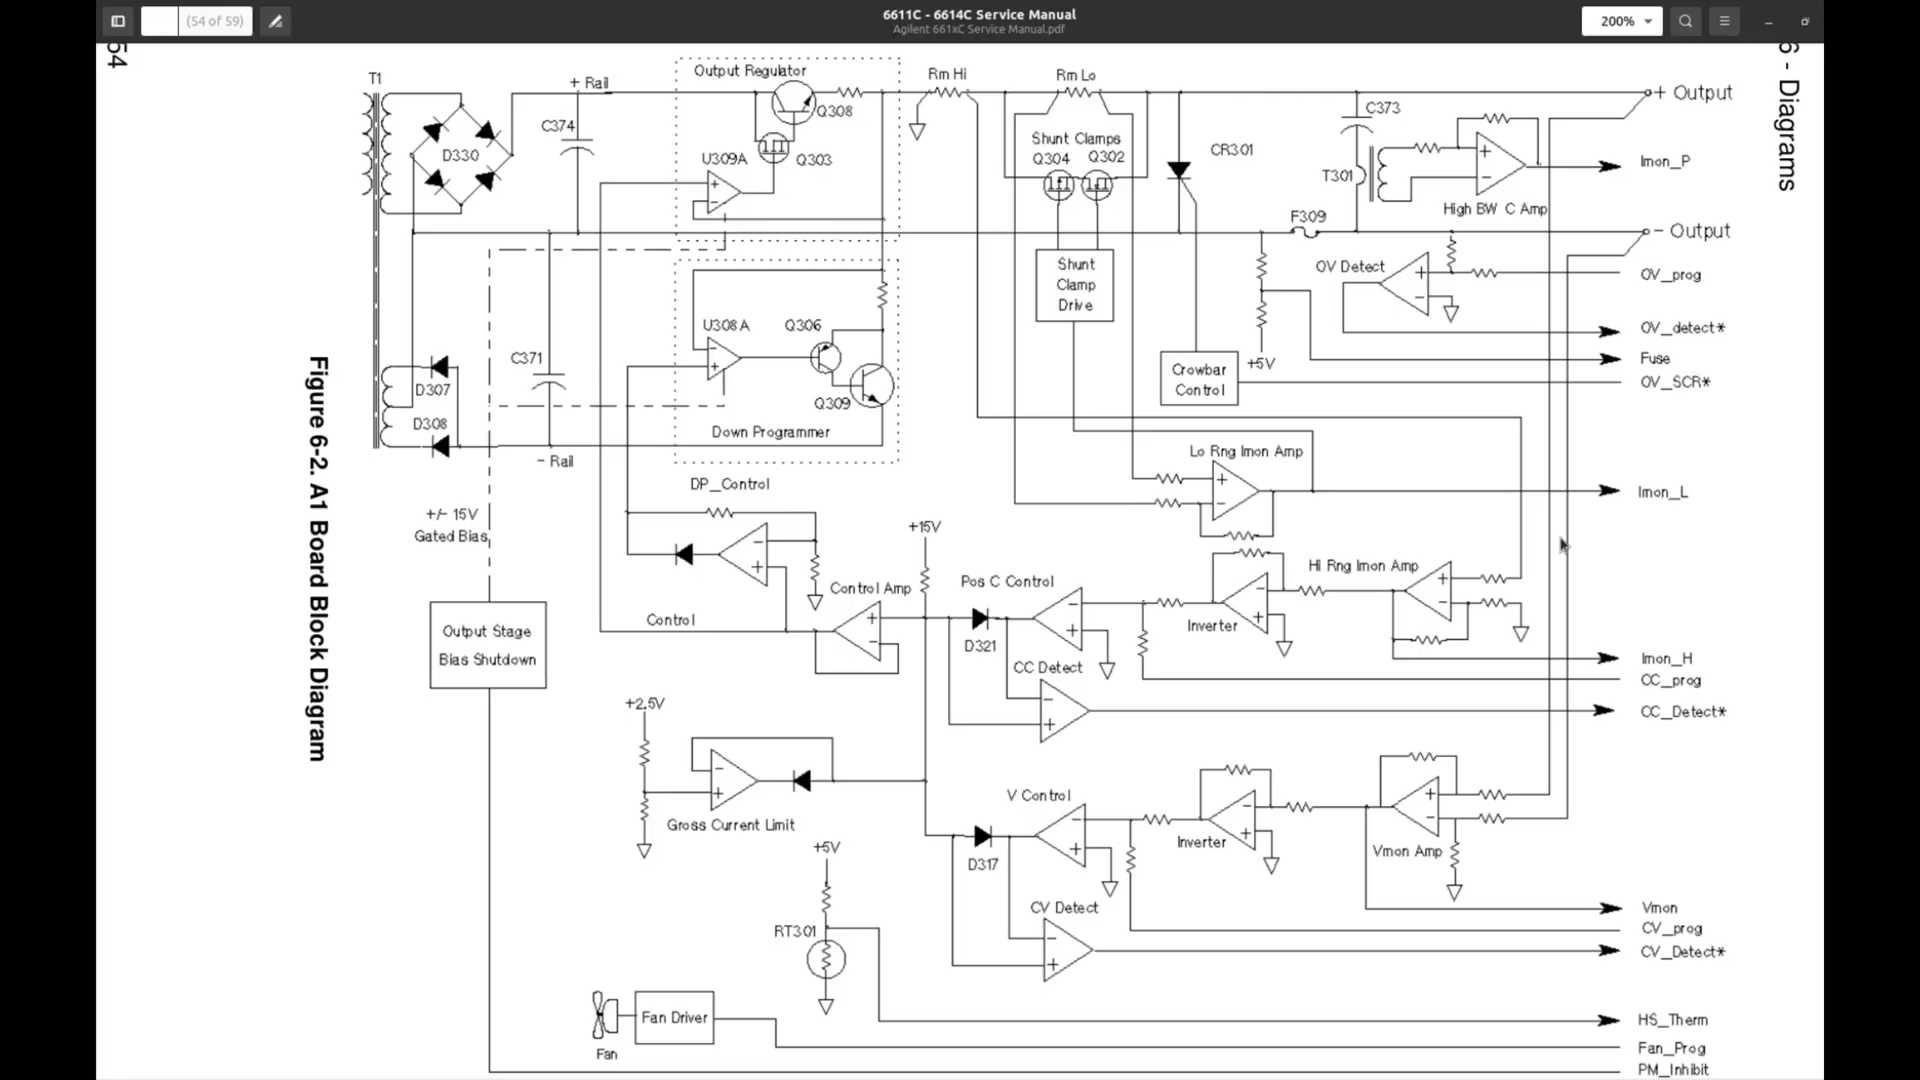 (54 of 59)
6611C - 6614C Service Manual
Agilent 661xC Service Manual.pdf
200%
54
6 - Diagrams
T1
+ Rail
Output Regulator
Rm Hi
Rm Lo
+ Output
C374
Q308
C373
D330
U309A
Q303
Shunt Clamps
Q304
Q302
CR301
T301
Imon_P
High BW C Amp
F309
- Output
Shunt
Clamp
Drive
OV Detect
OV_prog
U308A
Q306
OV_detect*
C371
+5V
Fuse
D307
Crowbar
Control
OV_SCR*
Q309
D308
Down Programmer
- Rail
Lo Rng Imon Amp
DP_Control
Imon_L
+/- 15V
Gated Bias
+15V
Control Amp
Pos C Control
Hi Rng Imon Amp
Output Stage
Bias Shutdown
Control
D321
Inverter
CC Detect
Imon_H
CC_prog
CC_Detect*
+2.5V
Gross Current Limit
V Control
+5V
D317
Inverter
Vmon Amp
CV Detect
Vmon
RT301
CV_prog
CV_Detect*
Fan Driver
Fan
HS_Therm
Fan_Prog
PM_Inhibit
Figure 6-2. A1 Board Block Diagram